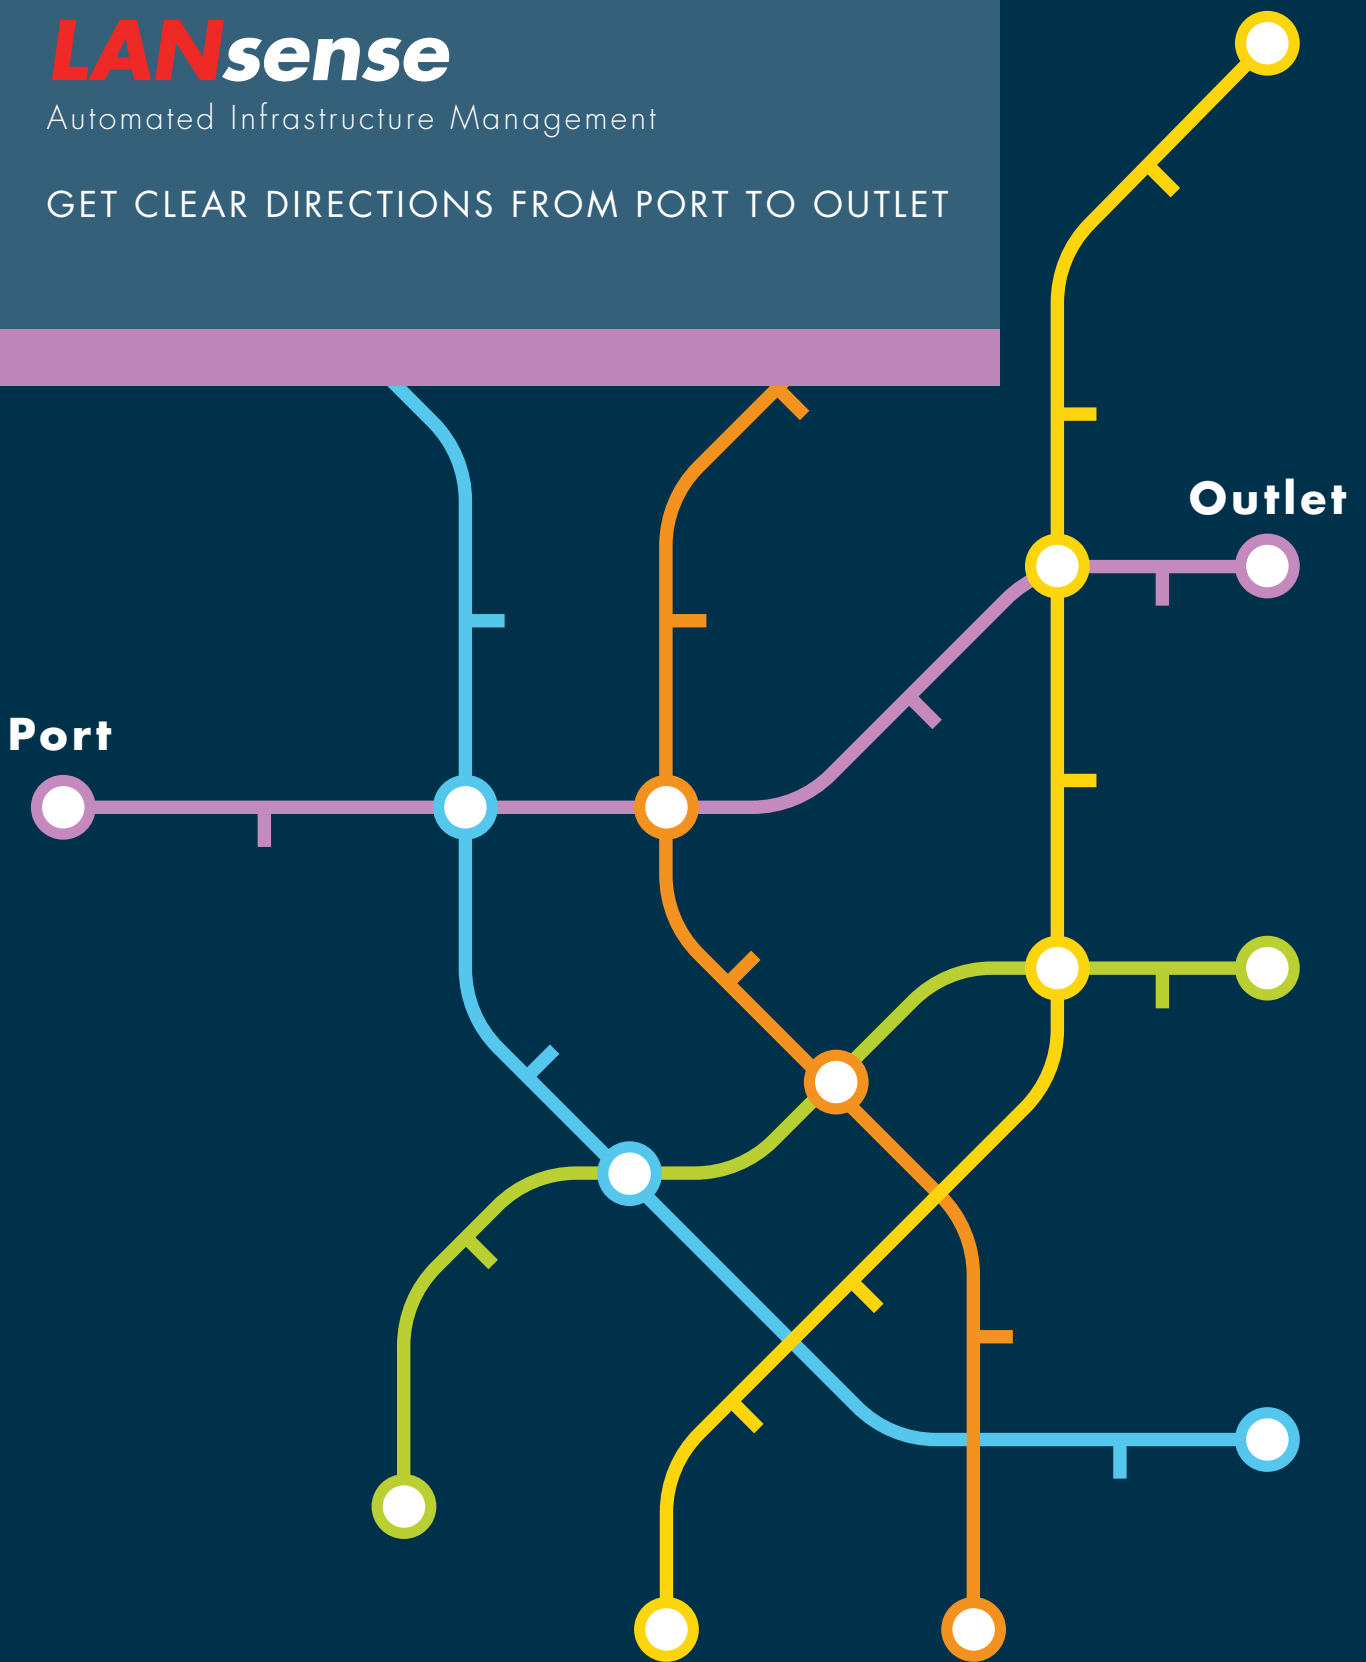 LANsense
Automated Infrastructure Management
GET CLEAR DIRECTIONS FROM PORT TO OUTLET
Outlet
Port